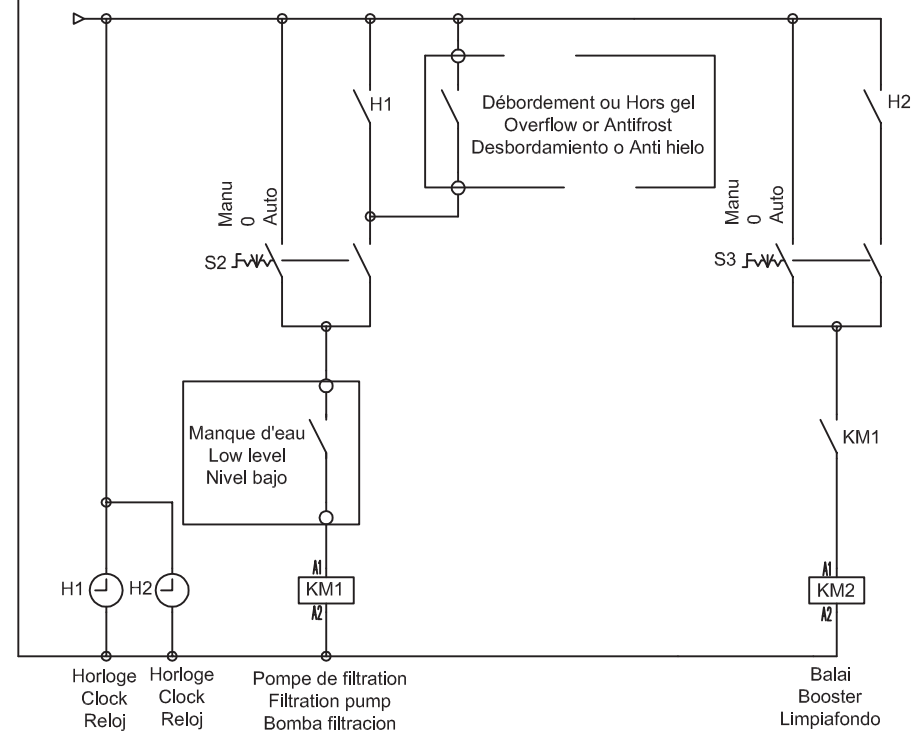 H1
H2
Débordement ou Hors gel
Overflow or Antifrost
Desbordamiento o Anti hielo
Manu
0
Auto
Manu
0
Auto
S2
S3
Manque d'eau
Low level
Nivel bajo
KM1
H1
H2
A1
KM1
A2
A1
KM2
A2
Horloge
Clock
Reloj
Horloge
Clock
Reloj
Pompe de filtration
Filtration pump
Bomba filtracion
Balai
Booster
Limpiafondo